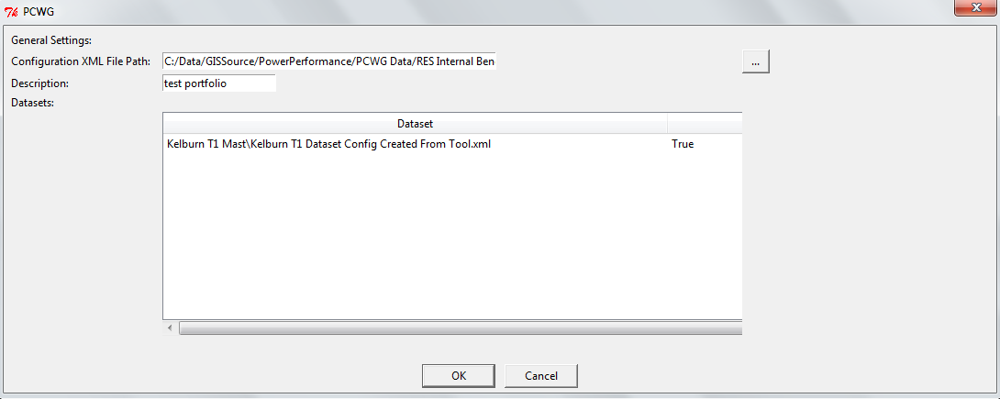 PCWG
General Settings:
Configuration XML File Path: C:/Data/GISSource/PowerPerformance/PCWG Data/RES Internal Ben ...
Description: test portfolio
Datasets:
Dataset
Kelburn T1 Mast\Kelburn T1 Dataset Config Created From Tool.xml True
OK Cancel